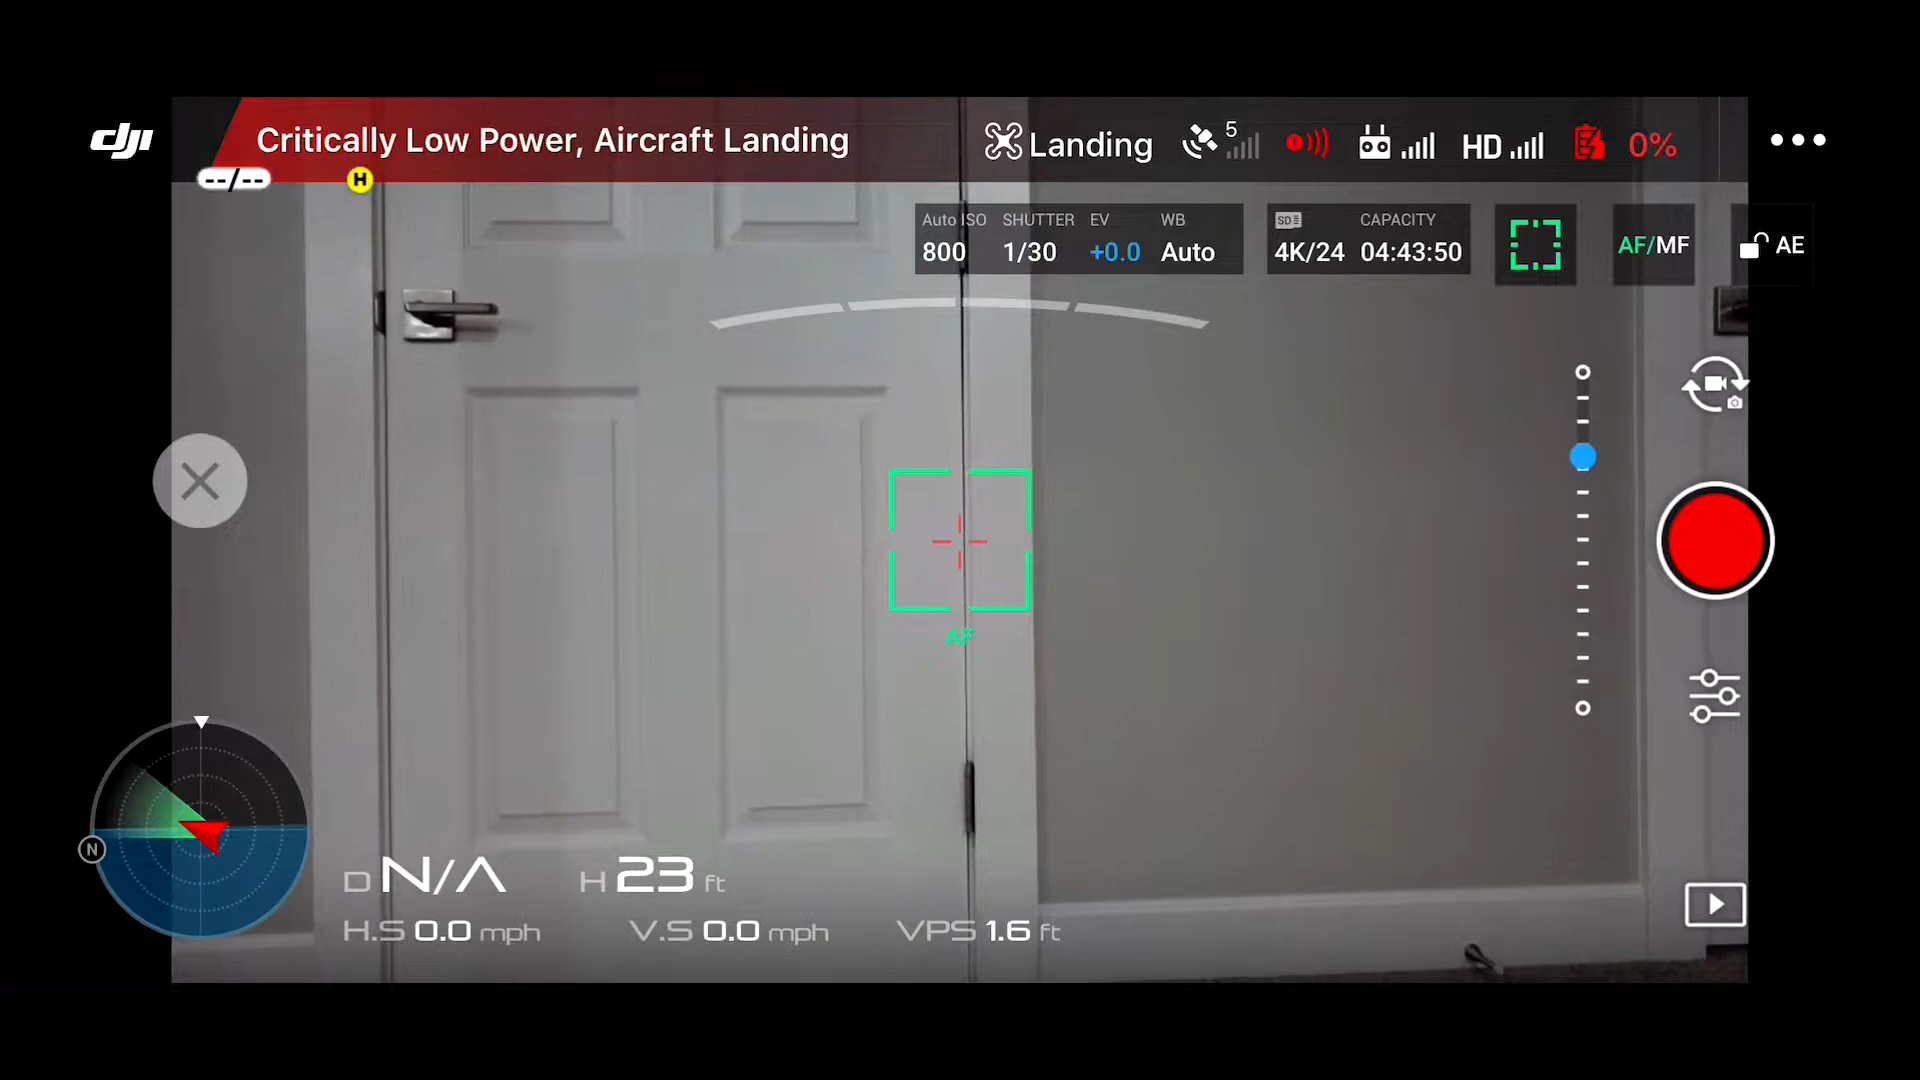 dji
Critically Low Power, Aircraft Landing
Landing
5
HD
0%
--/--
H
Auto ISO SHUTTER EV WB
800 1/30 +0.0 Auto
SD CAPACITY
4K/24 04:43:50
AF/MF
AE
AF
N
D N/A H 23 ft
H.S 0.0 mph V.S 0.0 mph VPS 1.6 ft